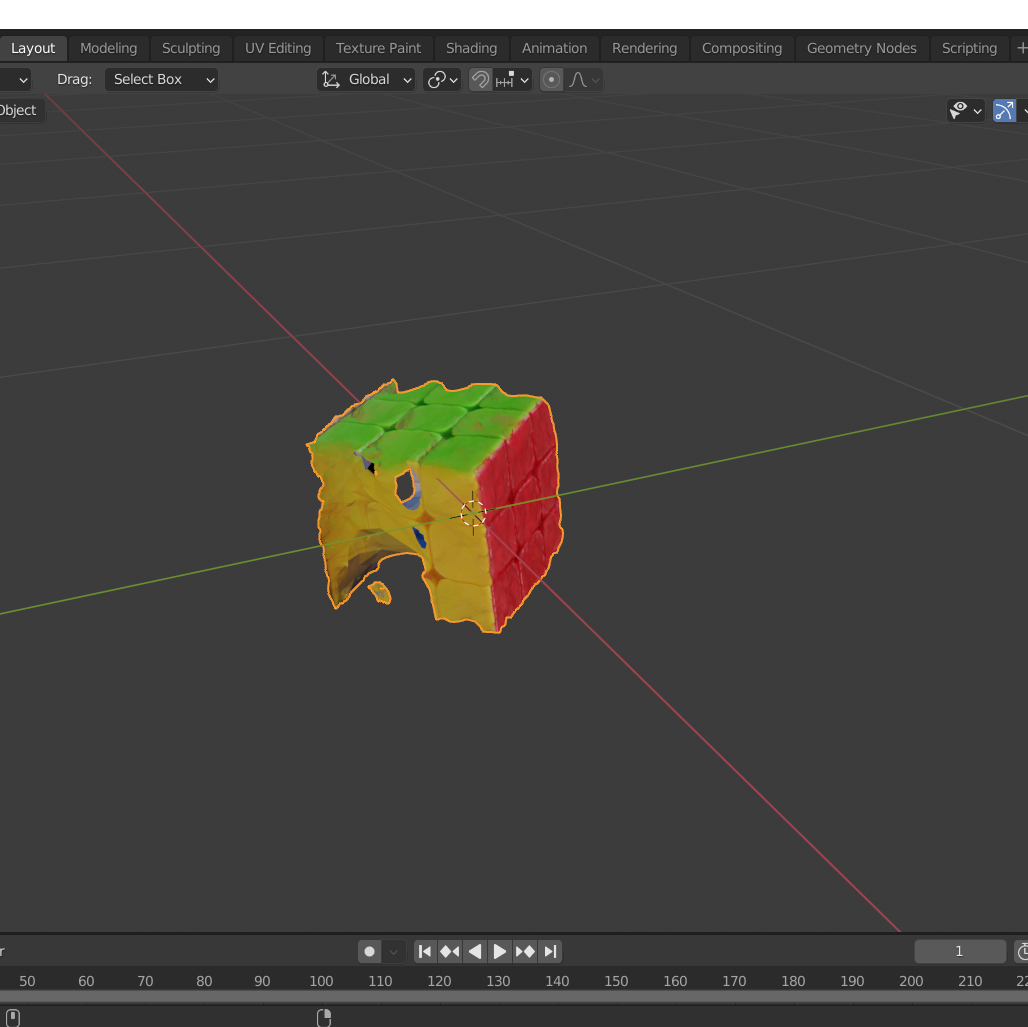 Layout Modeling Sculpting UV Editing Texture Paint Shading Animation Rendering Compositing Geometry Nodes Scripting +
Drag: Select Box Global
Object
r 1
50 60 70 80 90 100 110 120 130 140 150 160 170 180 190 200 210 22